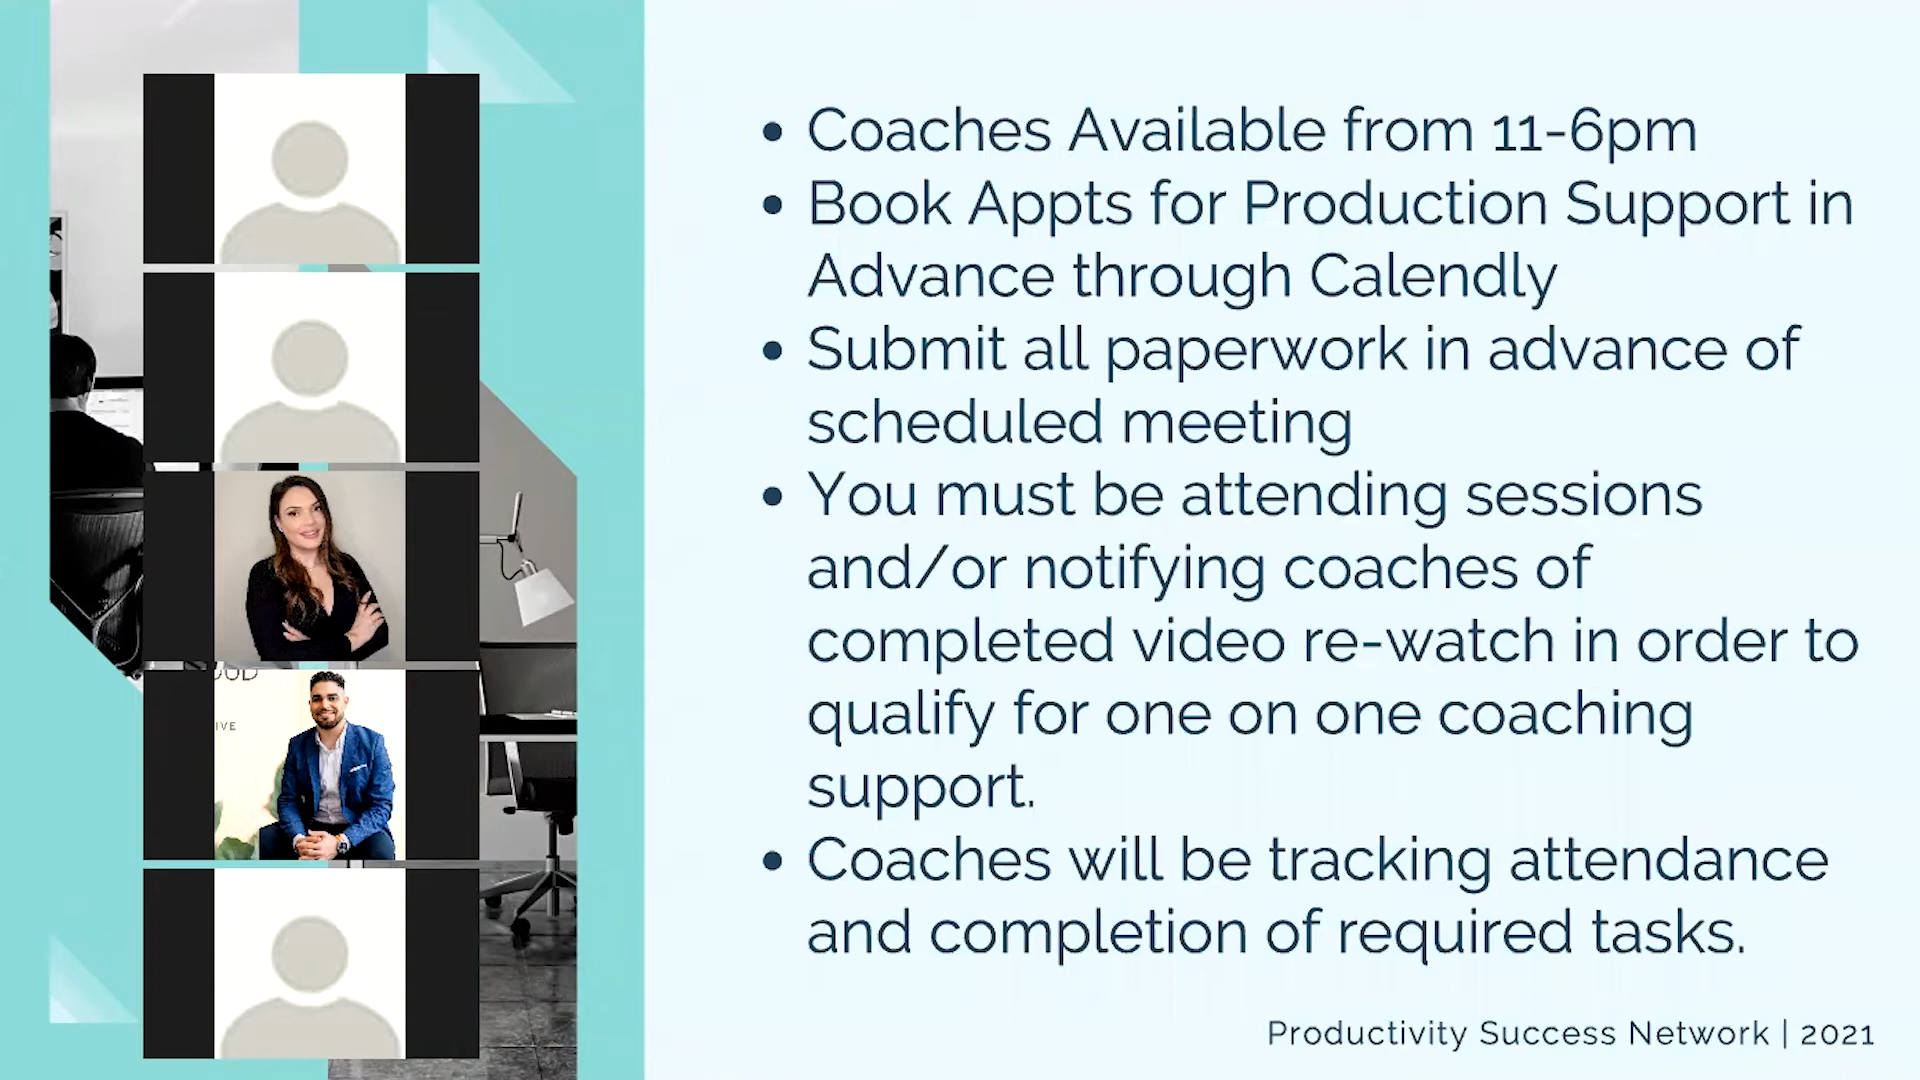 • Coaches Available from 11-6pm
• Book Appts for Production Support in
Advance through Calendly
• Submit all paperwork in advance of
scheduled meeting
• You must be attending sessions
and/or notifying coaches of
completed video re-watch in order to
qualify for one on one coaching
support.
• Coaches will be tracking attendance
and completion of required tasks.
IVE
Productivity Success Network | 2021